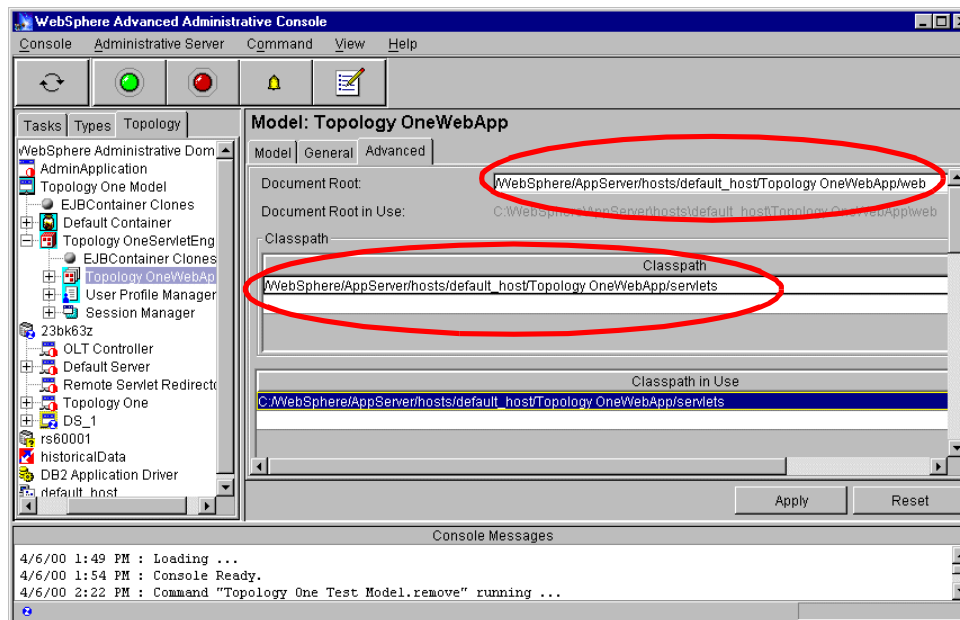 WebSphere Advanced Administrative Console
Console Administrative Server Command View Help
Tasks Types Topology
WebSphere Administrative Dom
AdminApplication
Topology One Model
EJBContainer Clones
Default Container
Topology OneServletEng
EJBContainer Clones
Topology OneWebAp
User Profile Manager
Session Manager
23bk63z
OLT Controller
Default Server
Remote Servlet Redirecto
Topology One
DS_1
rs60001
historicalData
DB2 Application Driver
default_host
Model: Topology OneWebApp
Model General Advanced
Document Root: /WebSphere/AppServer/hosts/default_host/Topology OneWebApp/web
Document Root in Use: C:\WebSphere\AppServer\hosts\default_host\Topology OneWebApp\web
Classpath
Classpath
/WebSphere/AppServer/hosts/default_host/Topology OneWebApp/servlets
Classpath in Use
C:/WebSphere/AppServer/hosts/default_host/Topology OneWebApp/servlets
Apply Reset
Console Messages
4/6/00 1:49 PM : Loading ...
4/6/00 1:54 PM : Console Ready.
4/6/00 2:22 PM : Command "Topology One Test Model.remove" running ...